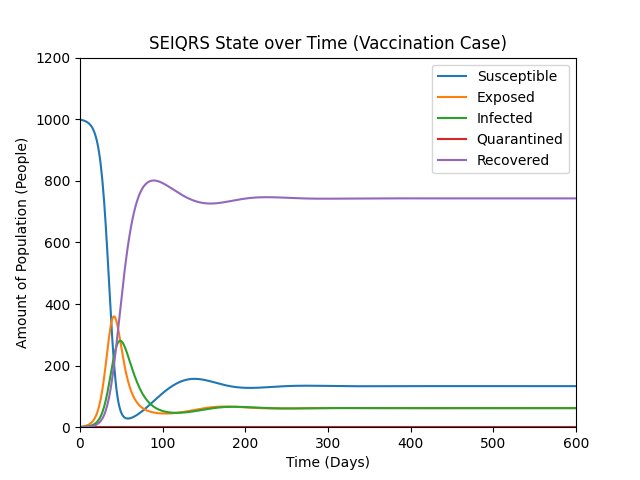 SEIQRS State over Time (Vaccination Case)
1200
1000
800
600
400
200
0
Amount of Population (People)
Susceptible
Exposed
Infected
Quarantined
Recovered
0 100 200 300 400 500 600
Time (Days)